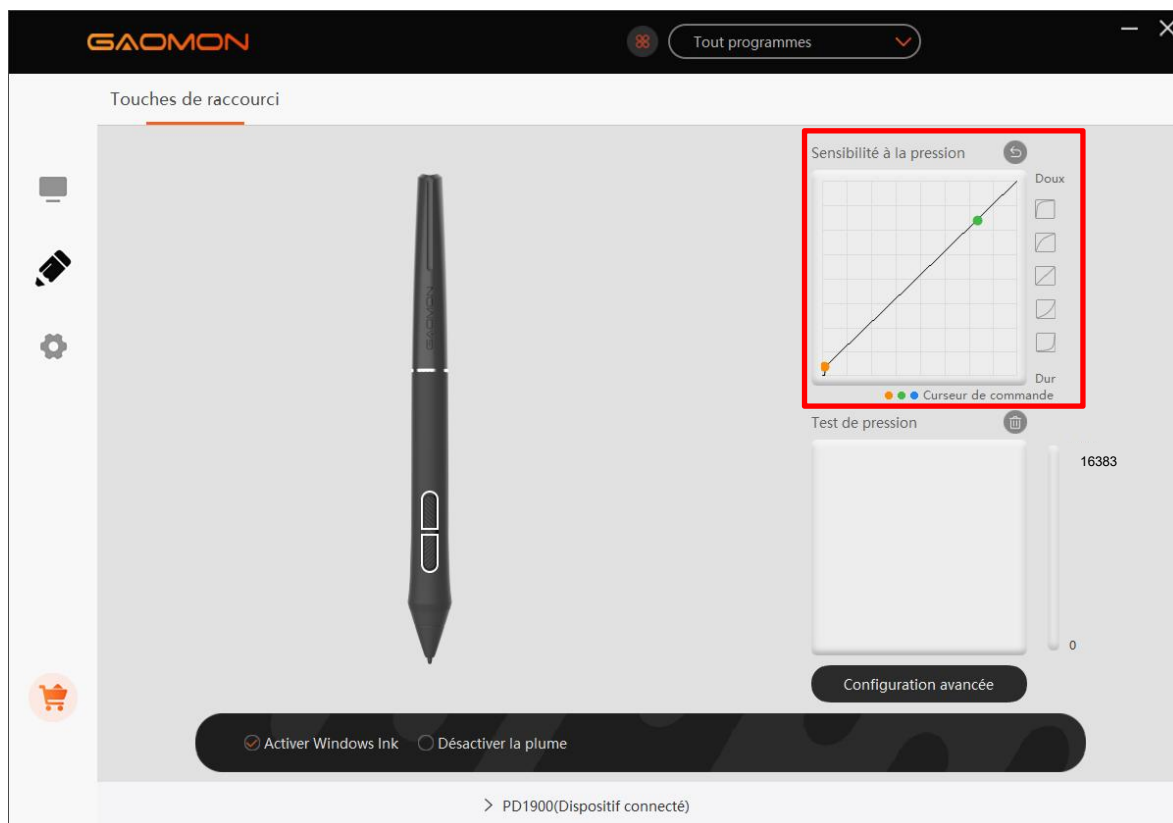 GAOMON
Tout programmes
Touches de raccourci
Sensibilité à la pression
Doux
GAOMON
Dur
Curseur de commande
Test de pression
16383
0
Configuration avancée
Activer Windows Ink
Désactiver la plume
PD1900(Dispositif connecté)